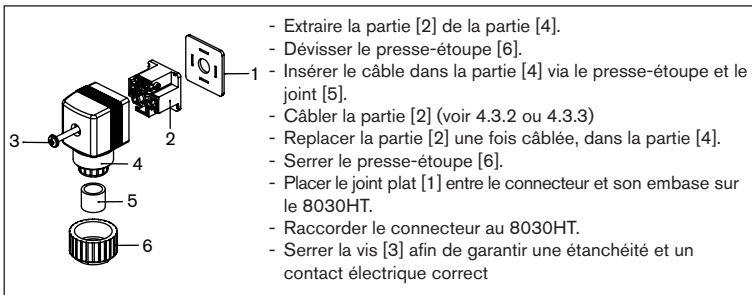 1
2
3
4
5
6
- Extraire la partie [2] de la partie [4].
- Dévisser le presse-étoupe [6].
- Insérer le câble dans la partie [4] via le presse-étoupe et le
joint [5].
- Câbler la partie [2] (voir 4.3.2 ou 4.3.3)
- Replacer la partie [2] une fois câblée, dans la partie [4].
- Serrer le presse-étoupe [6].
- Placer le joint plat [1] entre le connecteur et son embase sur
le 8030HT.
- Raccorder le connecteur au 8030HT.
- Serrer la vis [3] afin de garantir une étanchéité et un
contact électrique correct